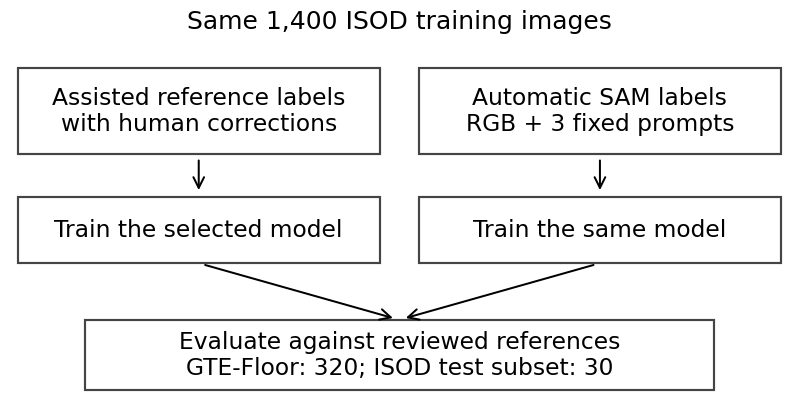 Same 1,400 ISOD training images
Assisted reference labels
with human corrections
Automatic SAM labels
RGB + 3 fixed prompts
Train the selected model
Train the same model
Evaluate against reviewed references
GTE-Floor: 320; ISOD test subset: 30